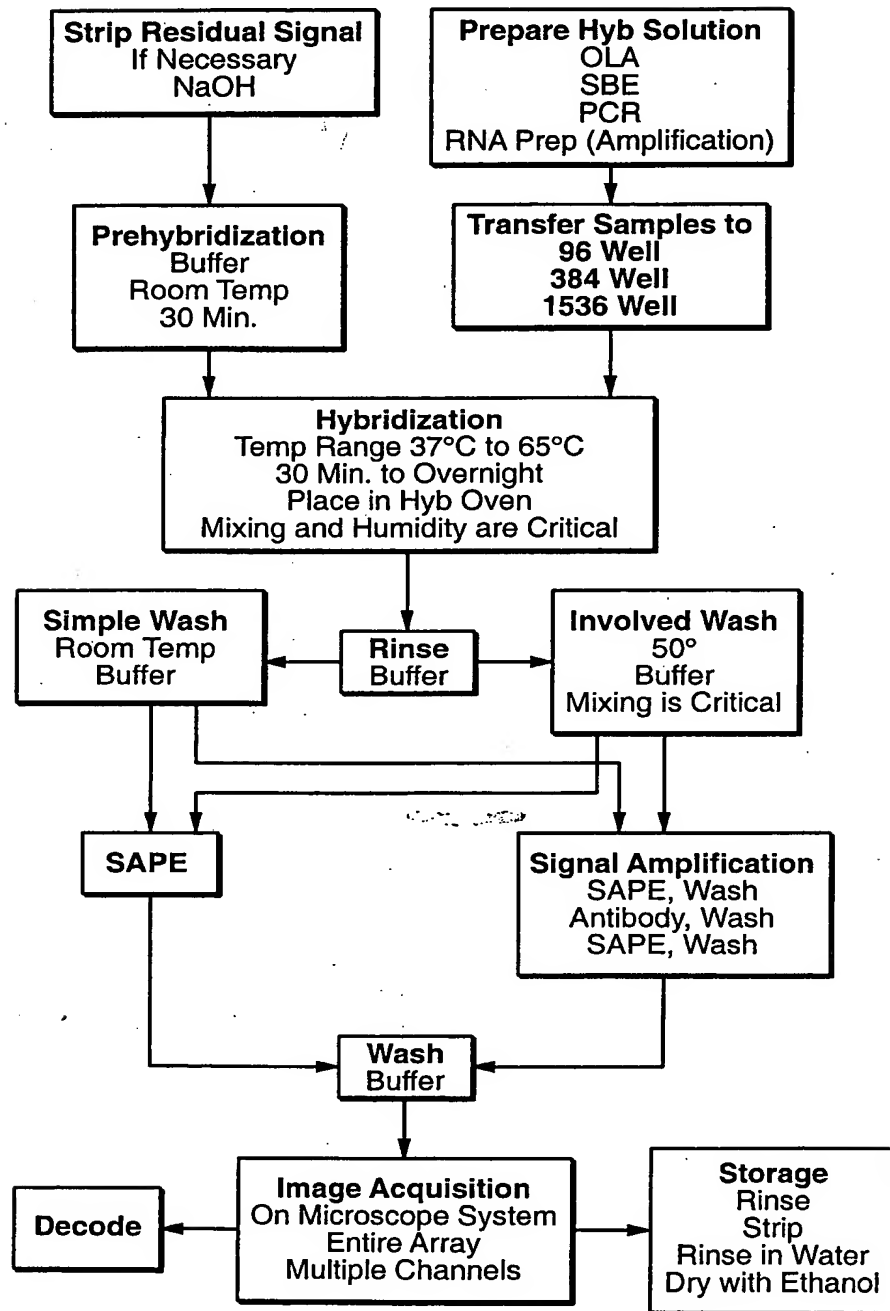 Strip Residual Signal
If Necessary
NaOH
Prepare Hyb Solution
OLA
SBE
PCR
RNA Prep (Amplification)
Prehybridization
Buffer
Room Temp
30 Min.
Transfer Samples to
96 Well
384 Well
1536 Well
Hybridization
Temp Range 37°C to 65°C
30 Min. to Overnight
Place in Hyb Oven
Mixing and Humidity are Critical
Simple Wash
Room Temp
Buffer
Rinse
Buffer
Involved Wash
50°
Buffer
Mixing is Critical
SAPE
Signal Amplification
SAPE, Wash
Antibody, Wash
SAPE, Wash
Wash
Buffer
Decode
Image Acquisition
On Microscope System
Entire Array
Multiple Channels
Storage
Rinse
Strip
Rinse in Water
Dry with Ethanol